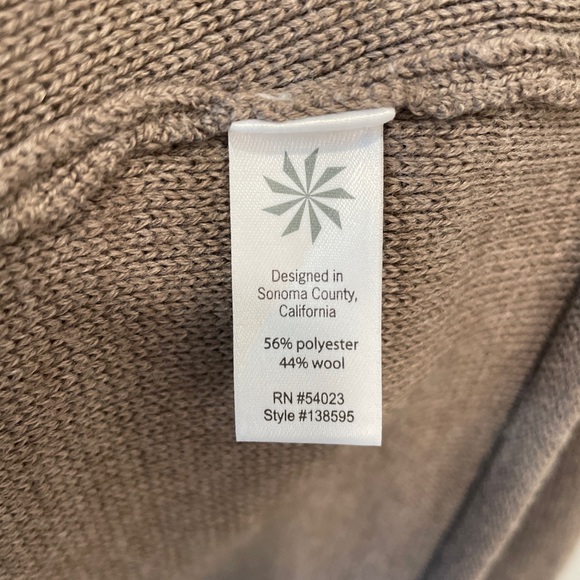 Designed in
Sonoma County,
California
56% polyester
44% wool
RN #54023
Style #138595